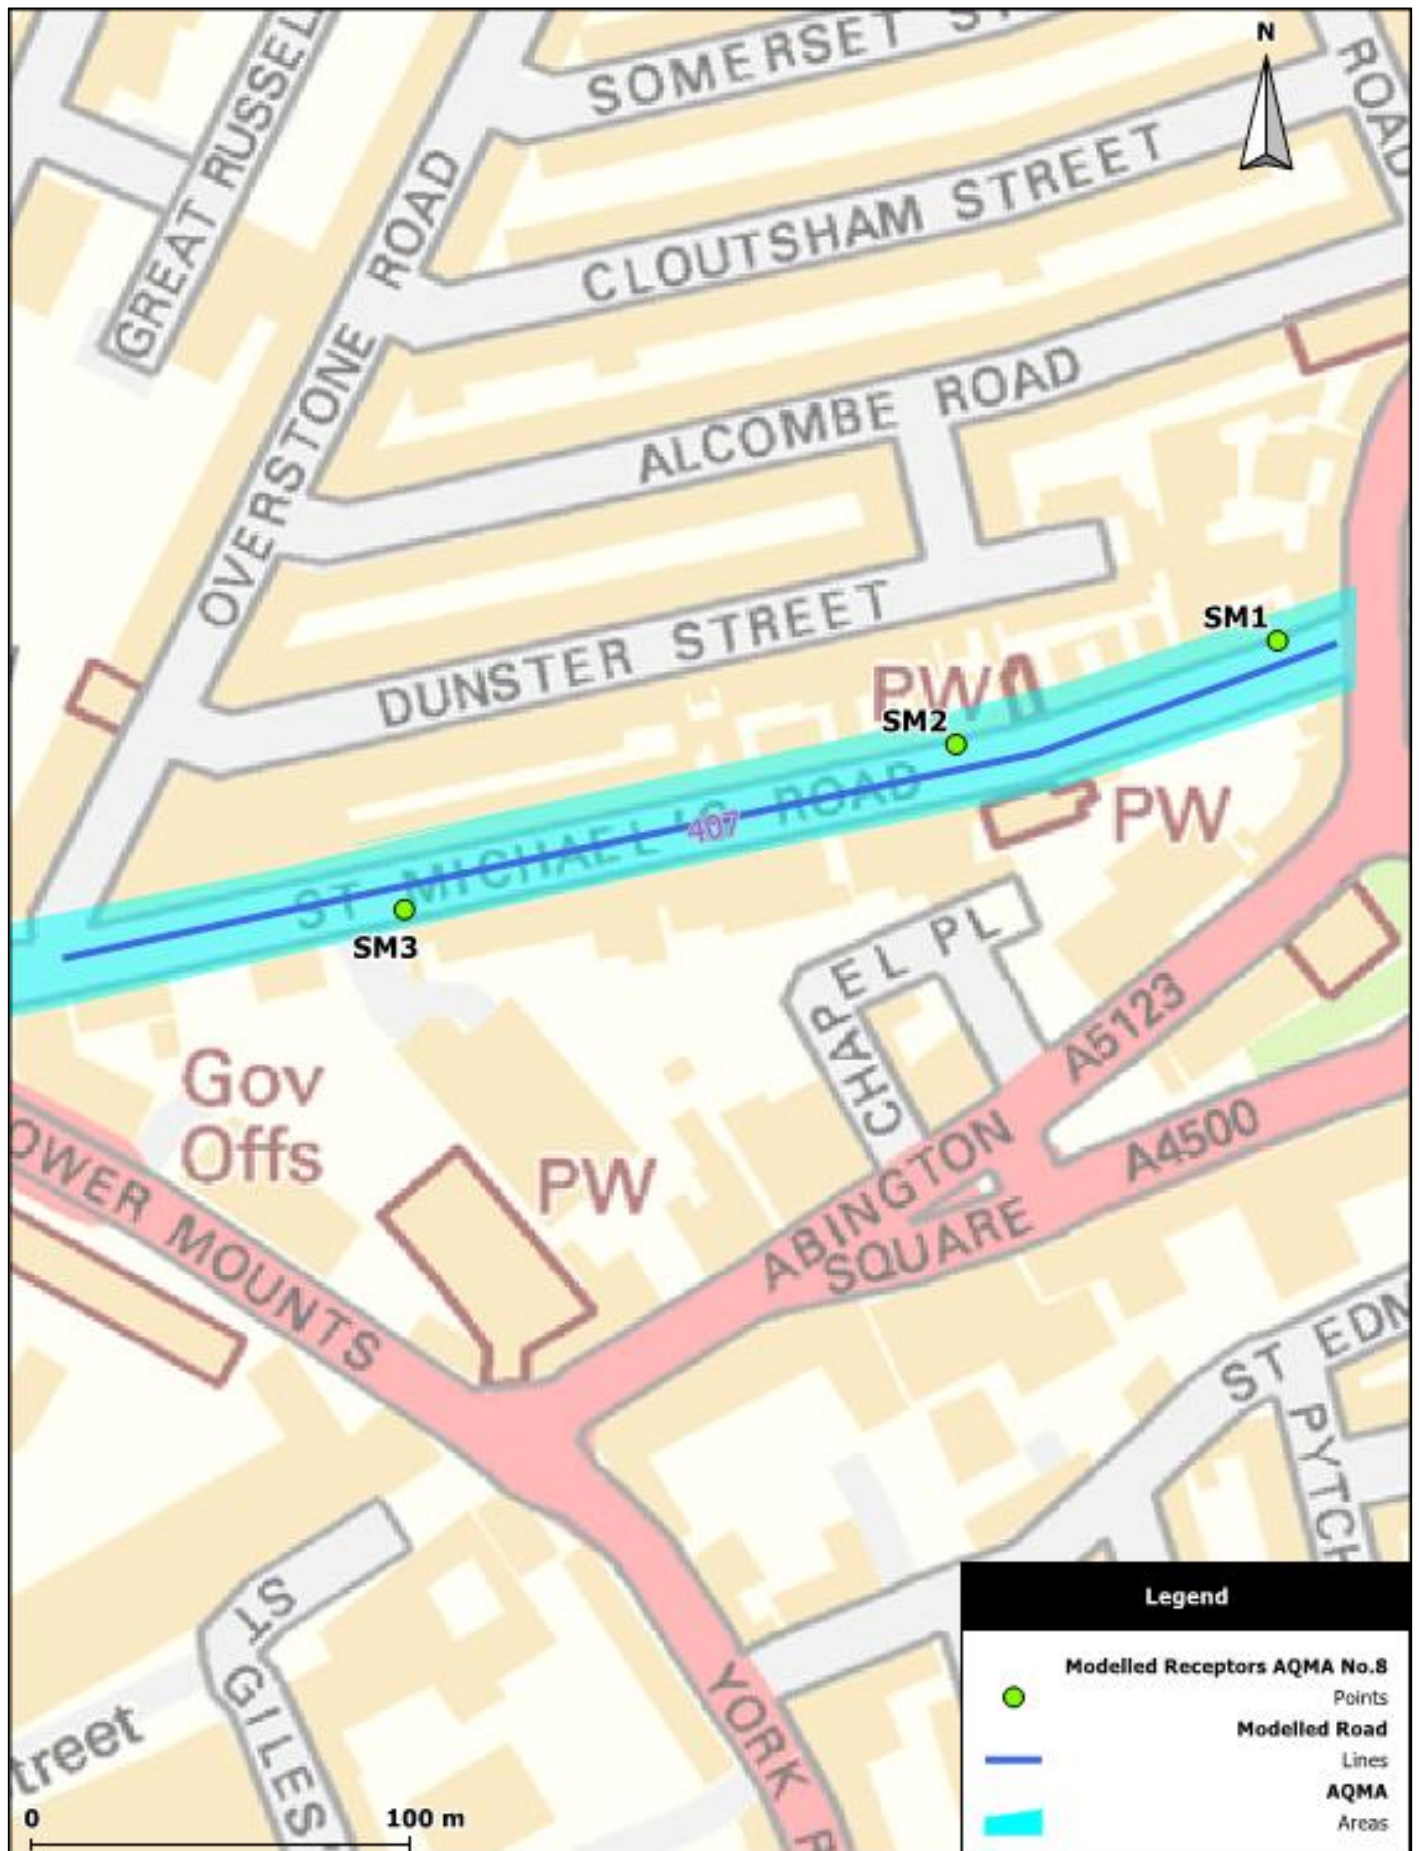 GREAT RUSSEL
SOMERSET ST
N
ROAD
CLOUTSHAM STREET
OVERSTONE ROAD
ALCOMBE ROAD
DUNSTER STREET
SM1
PW
SM2
PW
ST MICHAEL'S ROAD
407
SM3
CHAPEL PL
A5123
Gov
Offs
PW
A4500
OWER MOUNTS
ABINGTON
SQUARE
ST EDM
PYTCH
ST GILES'
treet
YORK R
0 100 m
Legend
Modelled Receptors AQMA No.8
Points
Modelled Road
Lines
AQMA
Areas